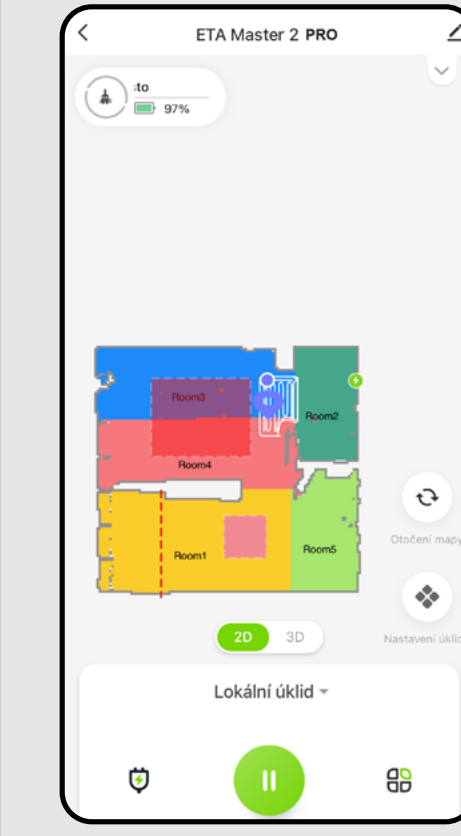 ETA Master 2 PRO
:to
97%
Room3
Room2
Room4
Room1
Room5
Otočení mapy
2D 3D
Nastavení úklid
Lokální úklid